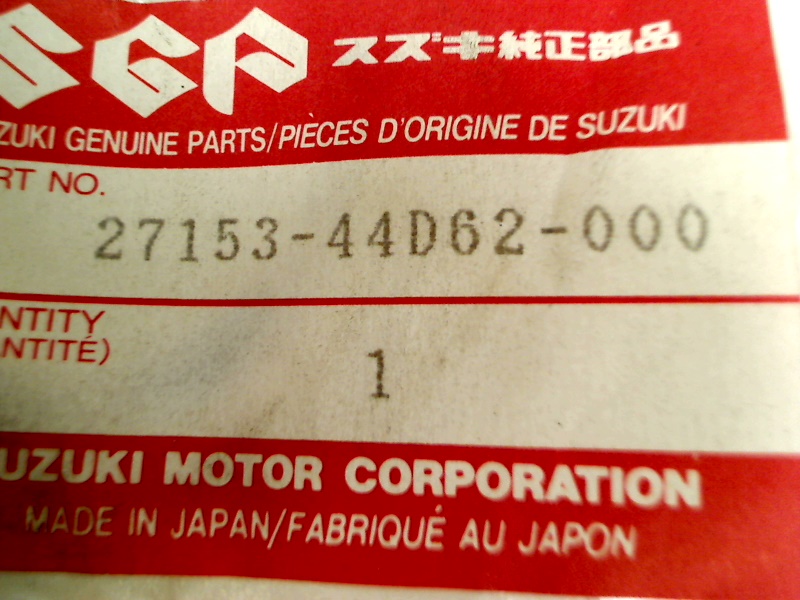 SGP スズキ純正部品
ZUKI GENUINE PARTS/PIÈCES D'ORIGINE DE SUZUKI
RT NO.
27153-44D62-000
NTITY
NTITÉ)
1
UZUKI MOTOR CORPORATION
MADE IN JAPAN/FABRIQUÉ AU JAPON